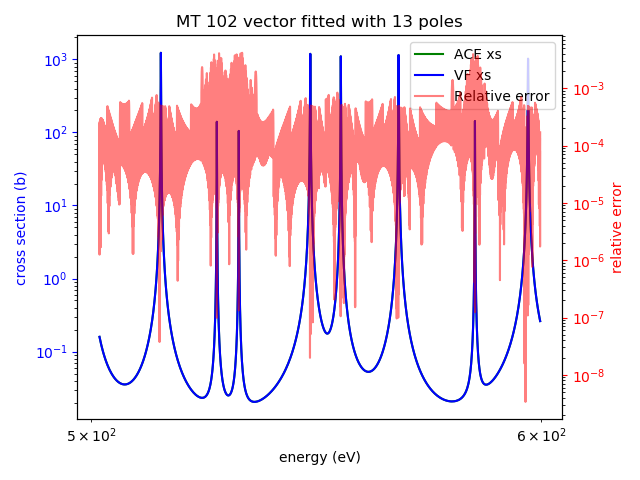 MT 102 vector fitted with 13 poles
ACE xs
VF xs
Relative error
10³
10²
10¹
10⁰
10⁻¹
cross section (b)
10⁻³
10⁻⁴
10⁻⁵
10⁻⁶
10⁻⁷
10⁻⁸
relative error
5 × 10²
6 × 10²
energy (eV)